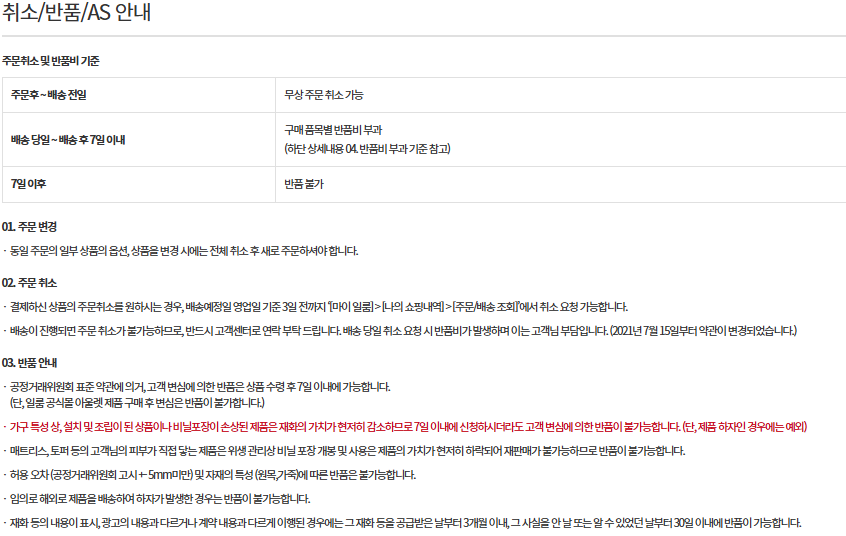 취소/반품/AS 안내
주문취소 및 반품비 기준
주문후 ~ 배송 전일
무상 주문 취소 가능
배송 당일 ~ 배송 후 7일 이내
구매 품목별 반품비 부과
(하단 상세내용 04. 반품비 부과 기준 참고)
7일 이후
반품 불가
01. 주문 변경
· 동일 주문의 일부 상품의 옵션, 상품을 변경 시에는 전체 취소 후 새로 주문하셔야 합니다.
02. 주문 취소
· 결제하신 상품의 주문취소를 원하시는 경우, 배송예정일 영업일 기준 3일 전까지 "[마이 일룸] > [나의 쇼핑내역] > [주문/배송 조회]"에서 취소 요청 가능합니다.
· 배송이 진행되면 주문 취소가 불가능하므로, 반드시 고객센터로 연락 부탁 드립니다. 배송 당일 취소 요청 시 반품비가 발생하며 이는 고객님 부담입니다. (2021년 7월 15일부터 약관이 변경되었습니다.)
03. 반품 안내
· 공정거래위원회 표준 약관에 의거, 고객 변심에 의한 반품은 상품 수령 후 7일 이내에 가능합니다.
(단, 일룸 공식몰 아울렛 제품 구매 후 변심은 반품이 불가합니다.)
· 가구 특성 상, 설치 및 조립이 된 상품이나 비닐포장이 손상된 제품은 재화의 가치가 현저히 감소하므로 7일 이내에 신청하시더라도 고객 변심에 의한 반품이 불가능합니다. (단, 제품 하자인 경우에는 예외)
· 매트리스, 토퍼 등의 고객님의 피부가 직접 닿는 제품은 위생 관리상 비닐 포장 개봉 및 사용은 제품의 가치가 현저히 하락되어 재판매가 불가능하므로 반품이 불가능합니다.
· 허용 오차 (공정거래위원회 고시 +- 5mm미만) 및 자재의 특성 (원목,가죽)에 따른 반품은 불가능합니다.
· 임의로 해외로 제품을 배송하여 하자가 발생한 경우는 반품이 불가능합니다.
· 재화 등의 내용이 표시, 광고의 내용과 다르거나 계약 내용과 다르게 이행된 경우에는 그 재화 등을 공급받은 날부터 3개월 이내, 그 사실을 안 날 또는 알 수 있었던 날부터 30일 이내에 반품이 가능합니다.